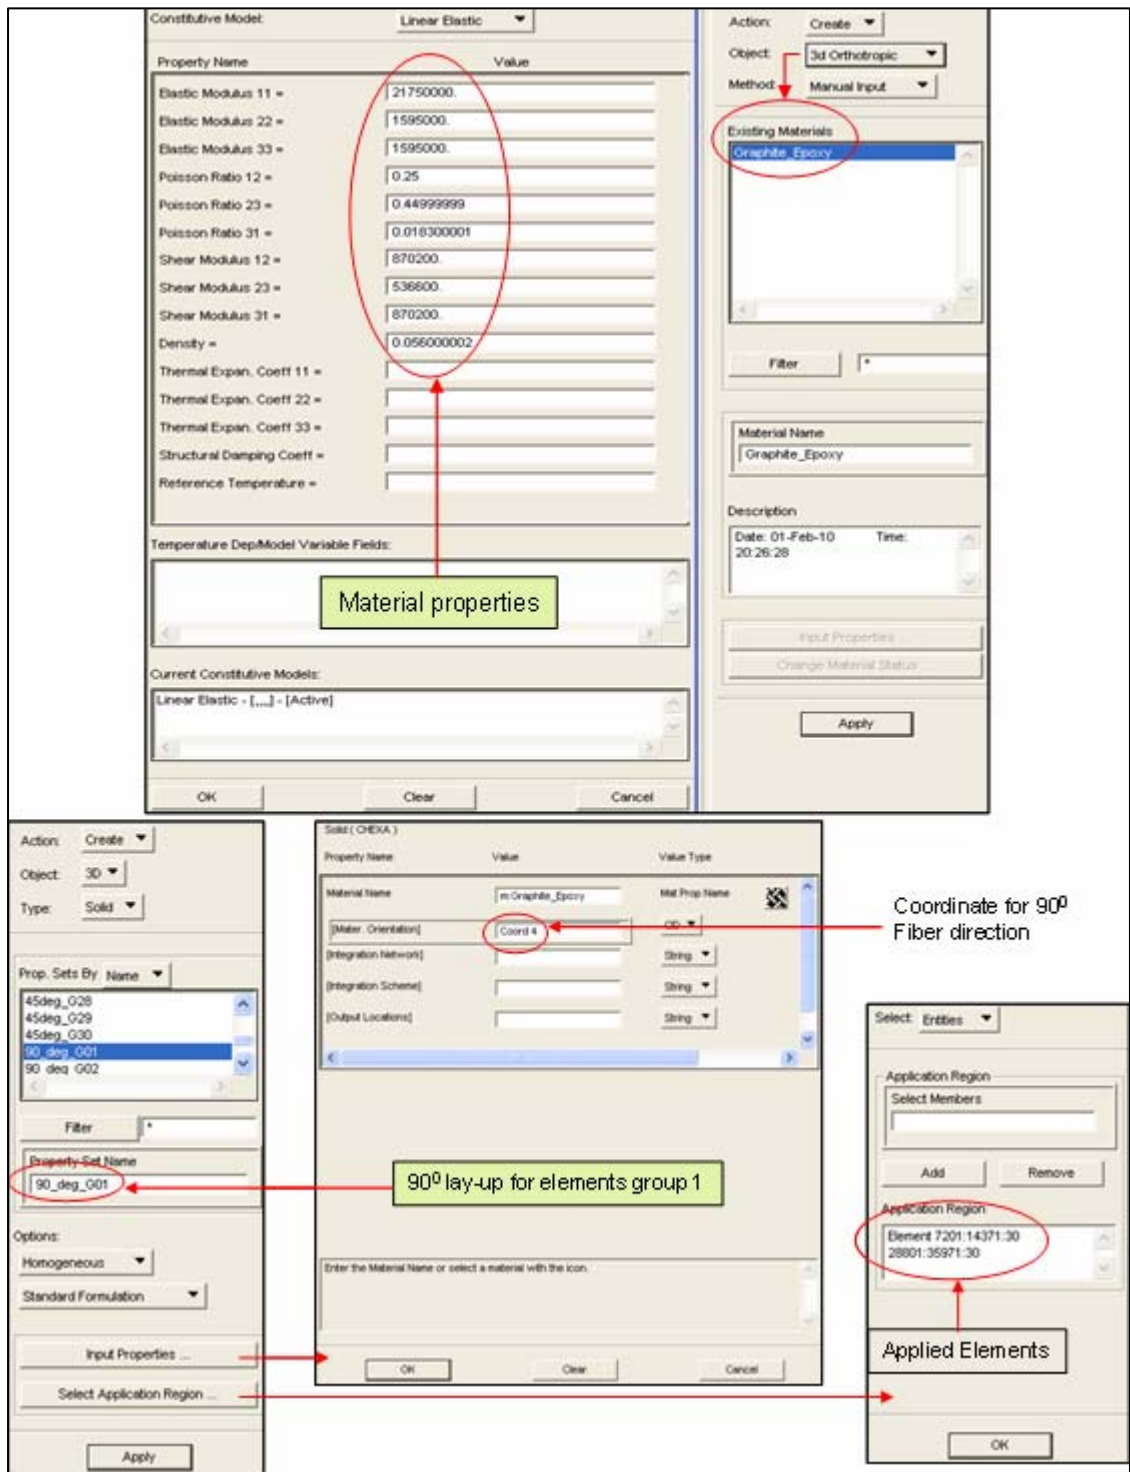 Constitutive Model: Linear Elastic
Property Name Value
Elastic Modulus 11 = 21750000.
Elastic Modulus 22 = 1595000.
Elastic Modulus 33 = 1595000.
Poisson Ratio 12 = 0.25
Poisson Ratio 23 = 0.44999999
Poisson Ratio 31 = 0.018300001
Shear Modulus 12 = 870200.
Shear Modulus 23 = 536600.
Shear Modulus 31 = 870200.
Density = 0.056000002
Thermal Expan. Coeff 11 =
Thermal Expan. Coeff 22 =
Thermal Expan. Coeff 33 =
Structural Damping Coeff =
Reference Temperature =
Temperature Dep/Model Variable Fields:
Material properties
Current Constitutive Models:
Linear Elastic - [,,,,] - [Active]
OK Clear Cancel
Action: Create
Object: 3d Orthotropic
Method: Manual Input
Existing Materials
Graphite_Epoxy
Filter *
Material Name
Graphite_Epoxy
Description
Date: 01-Feb-10 Time:
20:26:28
Input Properties ...
Change Material Status ...
Apply
Action: Create
Object: 3D
Type: Solid
Prop. Sets By: Name
45deg_G28
45deg_G29
45deg_G30
90_deg_G01
90_deg_G02
Filter *
Property Set Name
90_deg_G01
Options:
Homogeneous
Standard Formulation
Input Properties ...
Select Application Region ...
Apply
Solid ( CHEXA )
Property Name Value Value Type
Material Name m:Graphite_Epoxy Mat Prop Name
[Mater. Orientation] Coord 4 CID
[Integration Network] String
[Integration Scheme] String
[Output Locations] String
90⁰ lay-up for elements group 1
Enter the Material Name or select a material with the icon.
OK Clear Cancel
Coordinate for 90⁰
Fiber direction
Select: Entities
Application Region
Select Members
Add Remove
Application Region
Element 7201:14371:30
28801:35971:30
Applied Elements
OK